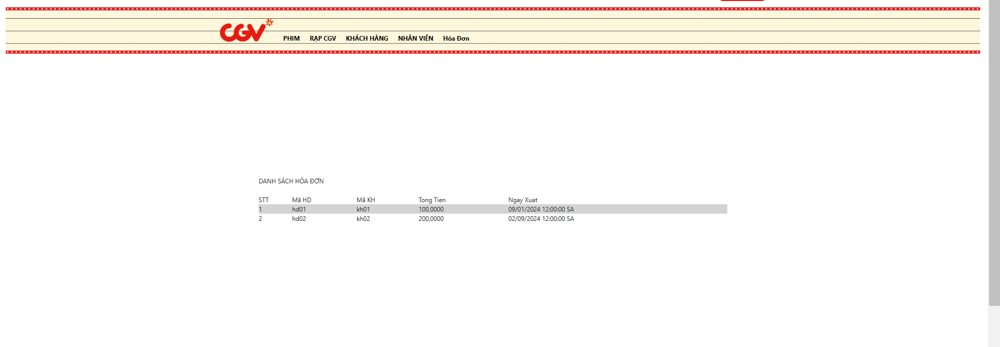 CGV
PHIM RẠP CGV KHÁCH HÀNG NHÂN VIÊN Hóa Đơn
DANH SÁCH HÓA ĐƠN
STT Mã HD Mã KH Tong Tien Ngay Xuat
1 hd01 kh01 100,0000 09/01/2024 12:00:00 SA
2 hd02 kh02 200,0000 02/09/2024 12:00:00 SA